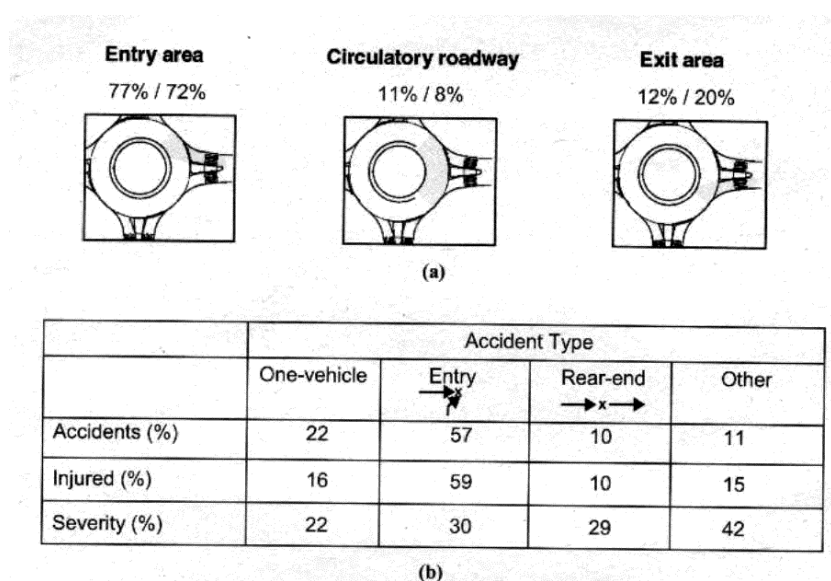 Entry area Circulatory roadway Exit area
77% / 72% 11% / 8% 12% / 20%
(a)
Accident Type
One-vehicle Entry Rear-end Other
x
x
Accidents (%) 22 57 10 11
Injured (%) 16 59 10 15
Severity (%) 22 30 29 42
(b)